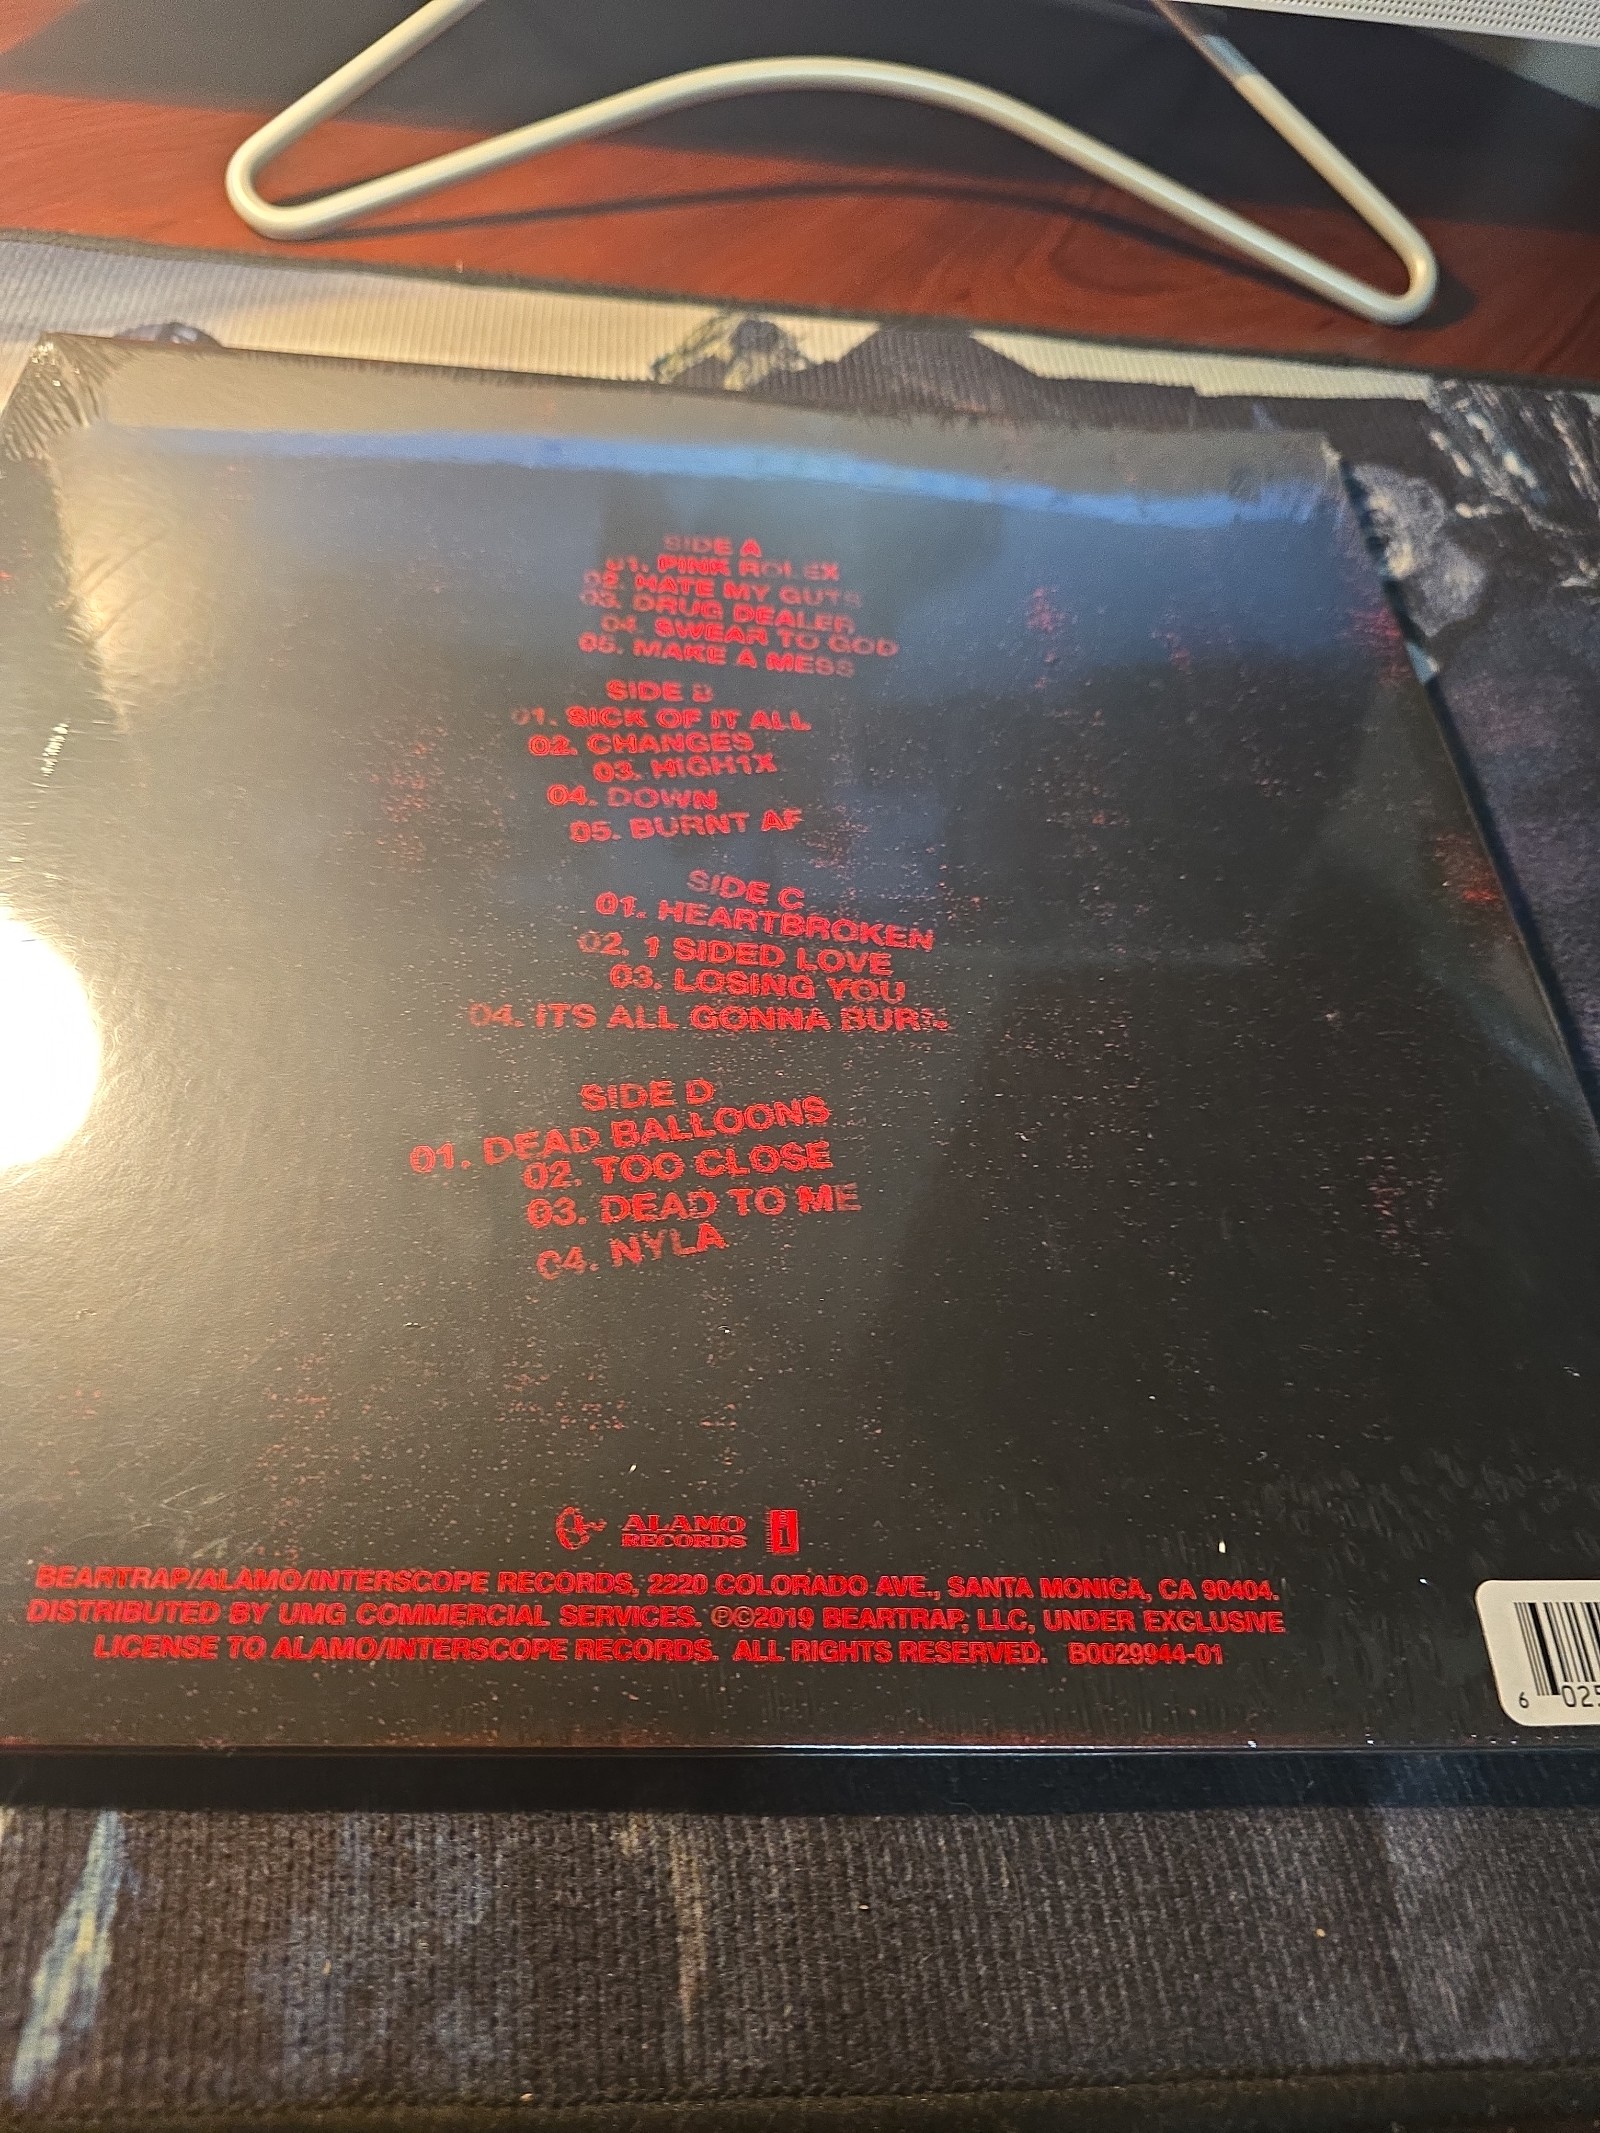 SIDE A
01. PINK ROLEX
02. HATE MY GUTS
03. DRUG DEALER
04. SWEAR TO GOD
05. MAKE A MESS
SIDE B
01. SICK OF IT ALL
02. CHANGES
03. HIGH1X
04. DOWN
05. BURNT AF
SIDE C
01. HEARTBROKEN
02. 1 SIDED LOVE
03. LOSING YOU
04. ITS ALL GONNA BURN
SIDE D
01. DEAD BALLOONS
02. TOO CLOSE
03. DEAD TO ME
04. NYLA
ALAMO
RECORDS
BEARTRAP/ALAMO/INTERSCOPE RECORDS, 2220 COLORADO AVE., SANTA MONICA, CA 90404.
DISTRIBUTED BY UMG COMMERCIAL SERVICES. ℗©2019 BEARTRAP, LLC, UNDER EXCLUSIVE
LICENSE TO ALAMO/INTERSCOPE RECORDS. ALL RIGHTS RESERVED. B0029944-01
6 025